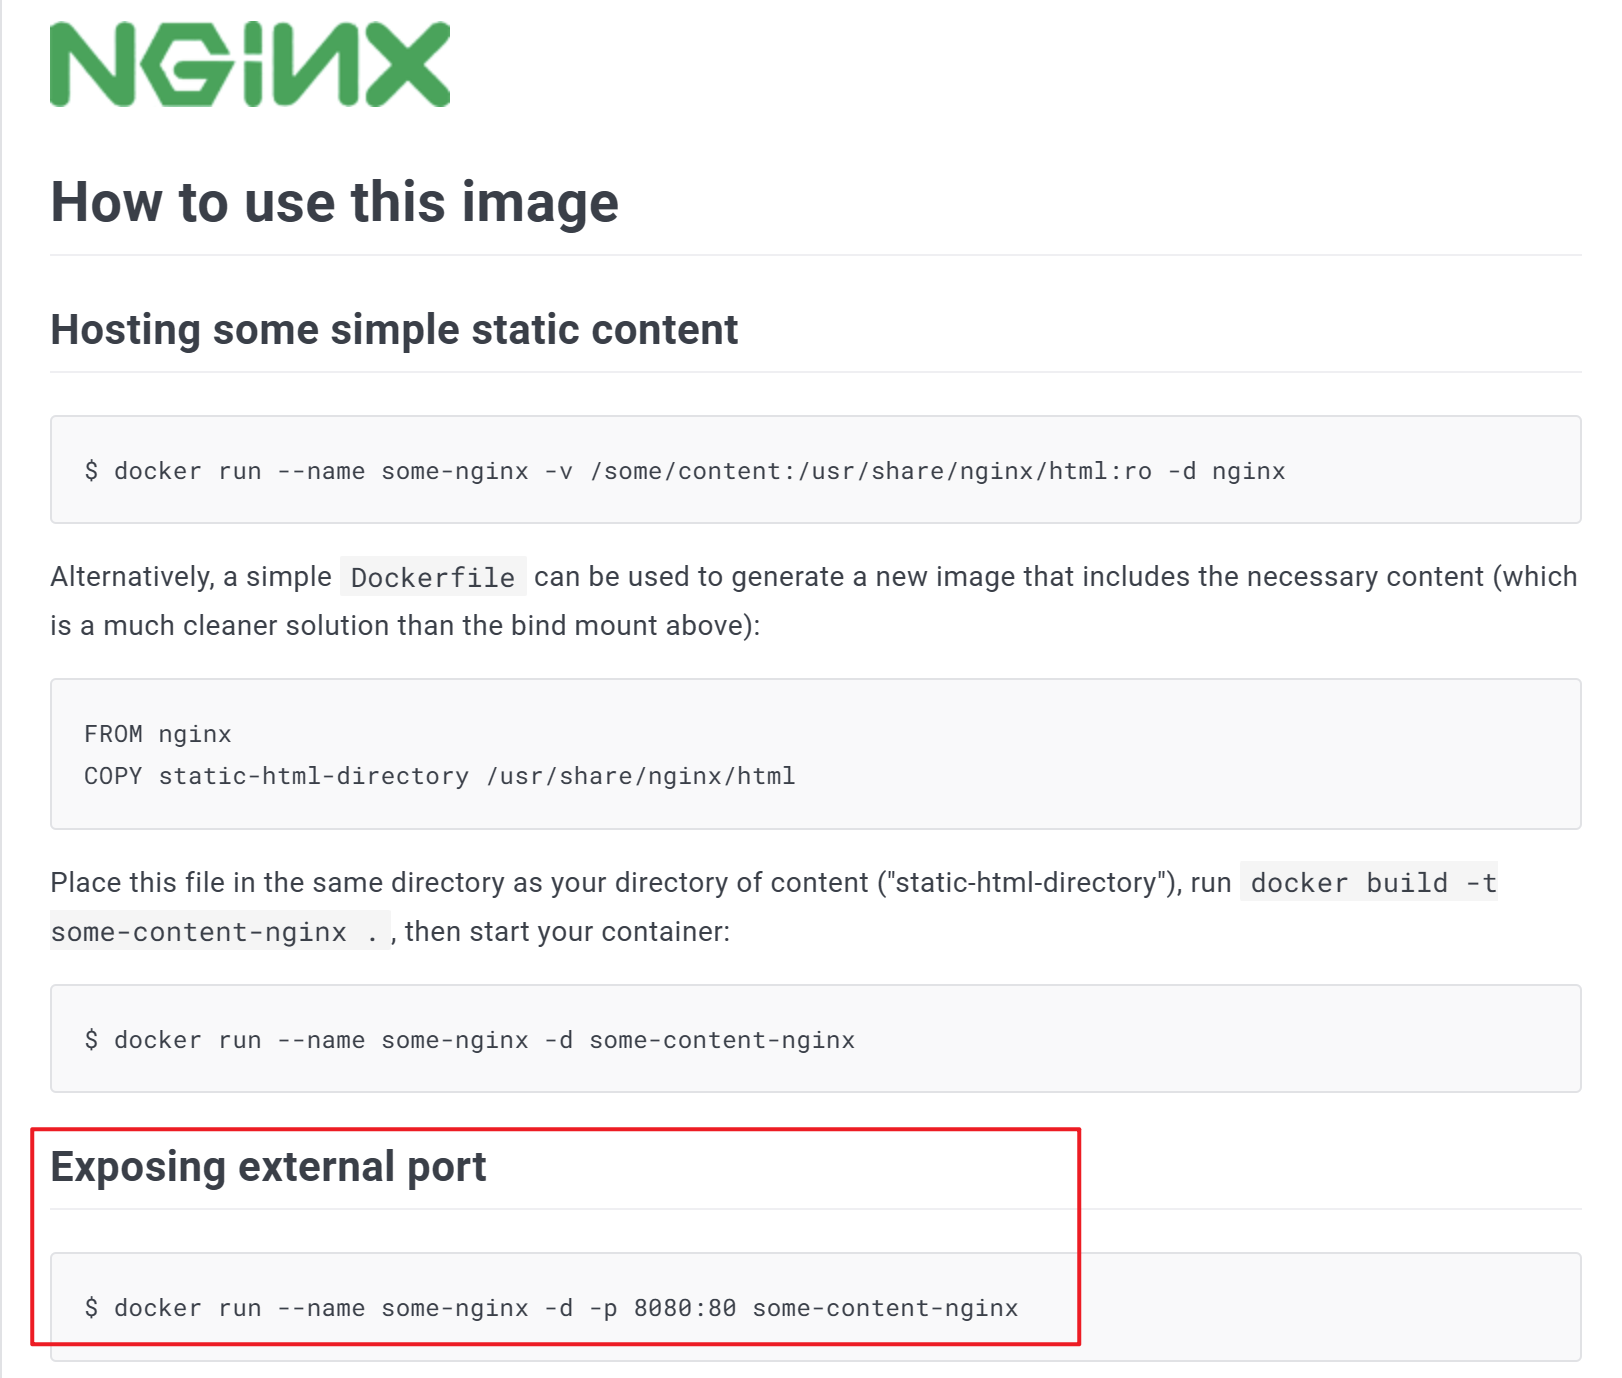 NGiNX
How to use this image
Hosting some simple static content
$ docker run --name some-nginx -v /some/content:/usr/share/nginx/html:ro -d nginx
Alternatively, a simple Dockerfile can be used to generate a new image that includes the necessary content (which
is a much cleaner solution than the bind mount above):
FROM nginx
COPY static-html-directory /usr/share/nginx/html
Place this file in the same directory as your directory of content ("static-html-directory"), run docker build -t
some-content-nginx . , then start your container:
$ docker run --name some-nginx -d some-content-nginx
Exposing external port
$ docker run --name some-nginx -d -p 8080:80 some-content-nginx